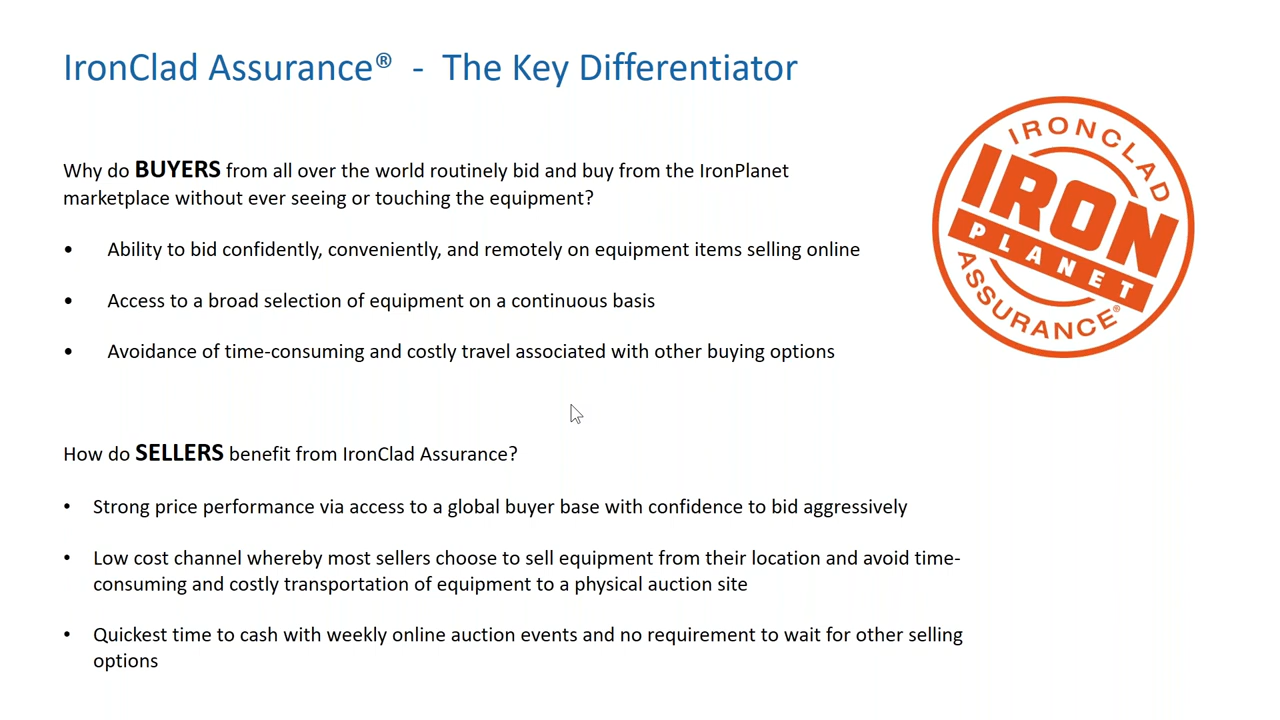 IronClad Assurance® - The Key Differentiator
Why do BUYERS from all over the world routinely bid and buy from the IronPlanet
marketplace without ever seeing or touching the equipment?
• Ability to bid confidently, conveniently, and remotely on equipment items selling online
• Access to a broad selection of equipment on a continuous basis
• Avoidance of time-consuming and costly travel associated with other buying options
IRONCLAD
IRON
PLANET
ASSURANCE®
How do SELLERS benefit from IronClad Assurance?
• Strong price performance via access to a global buyer base with confidence to bid aggressively
• Low cost channel whereby most sellers choose to sell equipment from their location and avoid time-
consuming and costly transportation of equipment to a physical auction site
• Quickest time to cash with weekly online auction events and no requirement to wait for other selling
options